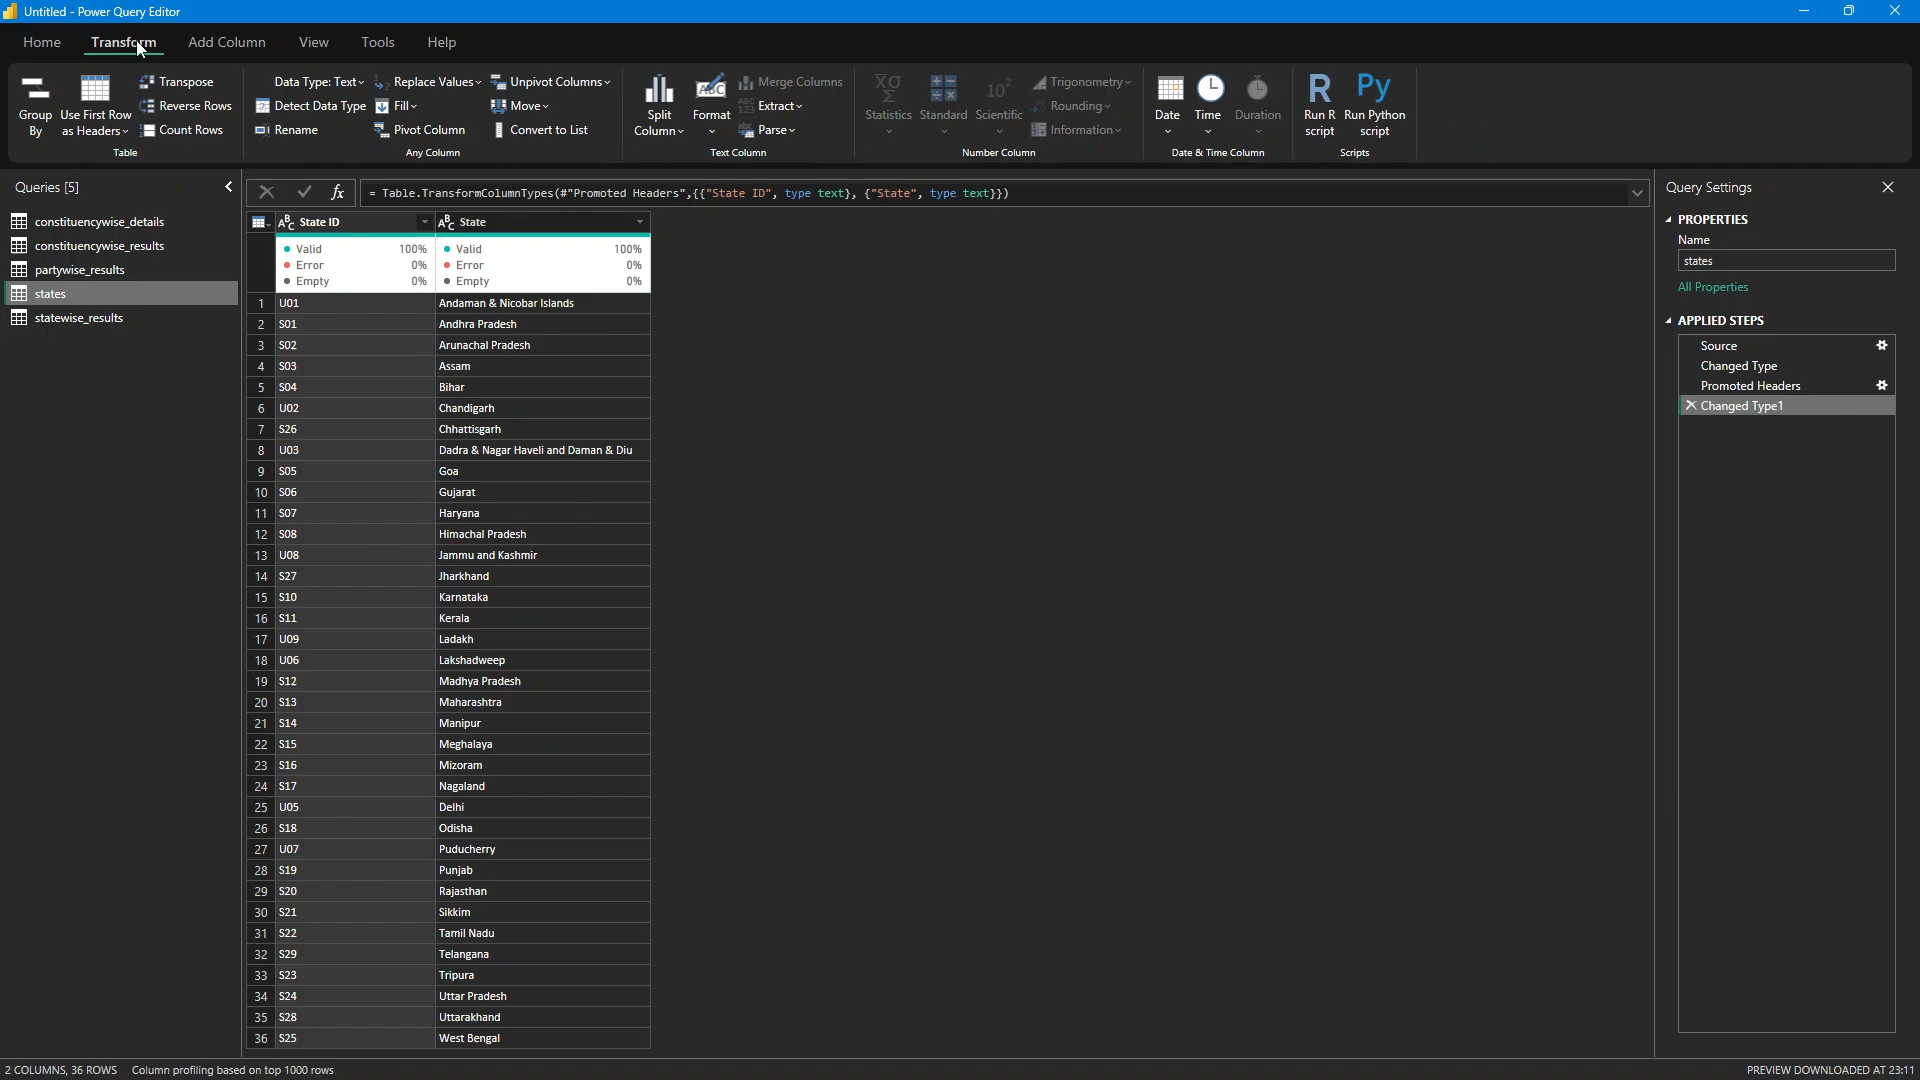 Untitled - Power Query Editor
Home
Transform
Add Column
View
Tools
Help
Group By
Use First Row as Headers
Transpose
Reverse Rows
Count Rows
Table
Data Type: Text
Detect Data Type
Rename
Replace Values
Fill
Pivot Column
Unpivot Columns
Move
Convert to List
Any Column
Split Column
ABC
Format
Merge Columns
ABC 123 Extract
abc Parse
Text Column
XΣ Statistics
Standard
10² Scientific
Trigonometry
Rounding
Information
Number Column
Date
Time
Duration
Date & Time Column
R Run R script
Py Run Python script
Scripts
Queries [5]
constituencywise_details
constituencywise_results
partywise_results
states
statewise_results
fx
= Table.TransformColumnTypes(#"Promoted Headers",{{"State ID", type text}, {"State", type text}})
ABC State ID ABC State
Valid 100% Valid 100%
Error 0% Error 0%
Empty 0% Empty 0%
1 U01 Andaman & Nicobar Islands
2 S01 Andhra Pradesh
3 S02 Arunachal Pradesh
4 S03 Assam
5 S04 Bihar
6 U02 Chandigarh
7 S26 Chhattisgarh
8 U03 Dadra & Nagar Haveli and Daman & Diu
9 S05 Goa
10 S06 Gujarat
11 S07 Haryana
12 S08 Himachal Pradesh
13 U08 Jammu and Kashmir
14 S27 Jharkhand
15 S10 Karnataka
16 S11 Kerala
17 U09 Ladakh
18 U06 Lakshadweep
19 S12 Madhya Pradesh
20 S13 Maharashtra
21 S14 Manipur
22 S15 Meghalaya
23 S16 Mizoram
24 S17 Nagaland
25 U05 Delhi
26 S18 Odisha
27 U07 Puducherry
28 S19 Punjab
29 S20 Rajasthan
30 S21 Sikkim
31 S22 Tamil Nadu
32 S29 Telangana
33 S23 Tripura
34 S24 Uttar Pradesh
35 S28 Uttarakhand
36 S25 West Bengal
Query Settings
PROPERTIES
Name
states
All Properties
APPLIED STEPS
Source
Changed Type
Promoted Headers
Changed Type1
2 COLUMNS, 36 ROWS
Column profiling based on top 1000 rows
PREVIEW DOWNLOADED AT 23:11